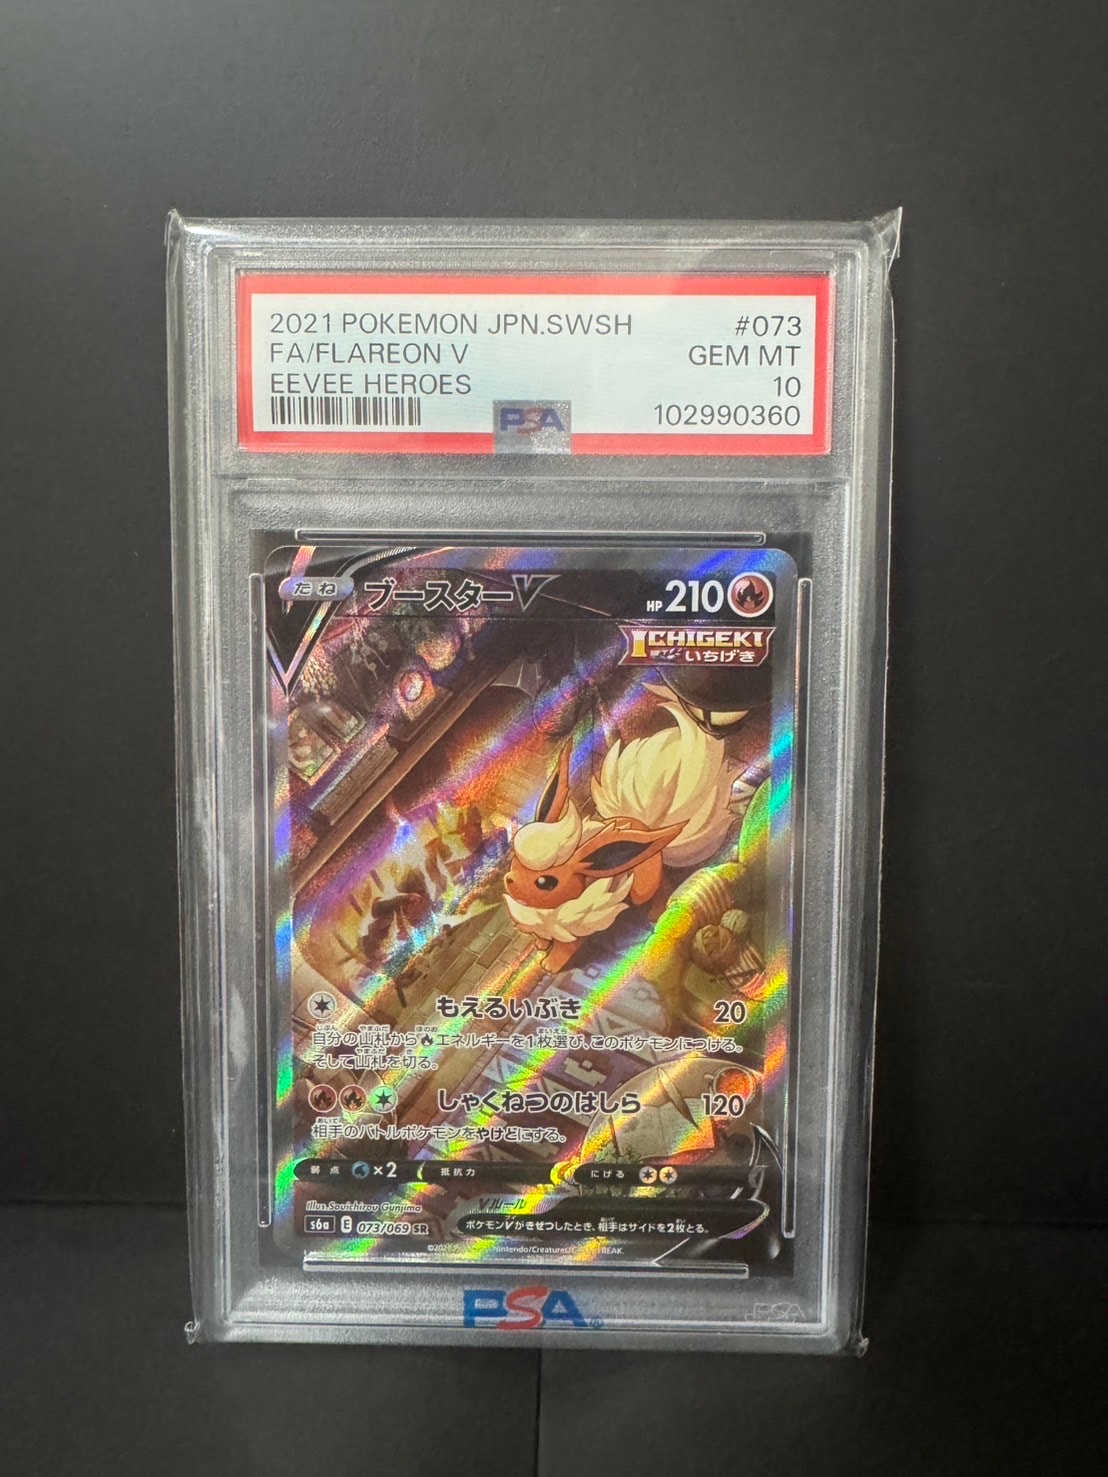 2021 POKEMON JPN.SWSH #073
FA/FLAREON V GEM MT
EEVEE HEROES 10
PSA 102990360
たね ブースターV HP 210
ICHIGEKI
いちげき
もえるいぶき 20
自分の山札から エネルギーを1枚選び、このポケモンにつける。
そして山札を切る。
しゃくねつのはしら 120
相手のバトルポケモンをやけどにする。
弱点 ×2 抵抗力 にげる
Illus. Souichirou Gunjima Vルール
s6a E 073/069 SR ポケモンVがきぜつしたとき、相手はサイドを2枚とる。
Nintendo/Creatures/
PSA
PSA